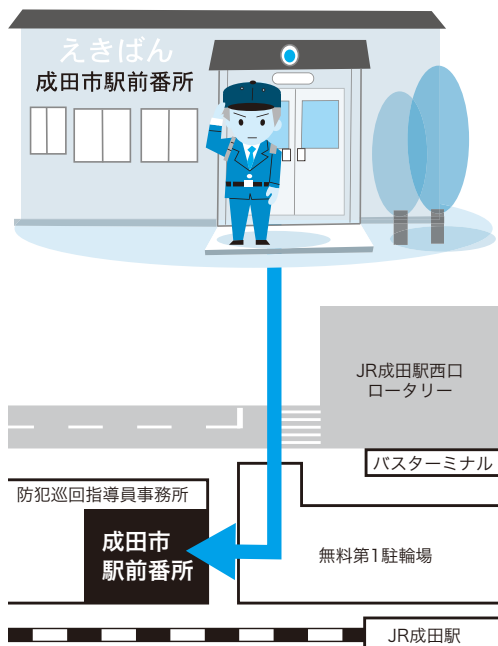 えきばん
成田市駅前番所
JR成田駅西口
ロータリー
バスターミナル
防犯巡回指導員事務所
成田市
駅前番所
無料第1駐輪場
JR成田駅